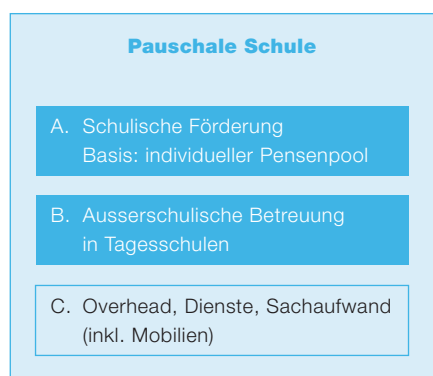 Pauschale Schule
A. Schulische Förderung
Basis: individueller Pensenpool
B. Ausserschulische Betreuung
in Tagesschulen
C. Overhead, Dienste, Sachaufwand
(inkl. Mobilien)